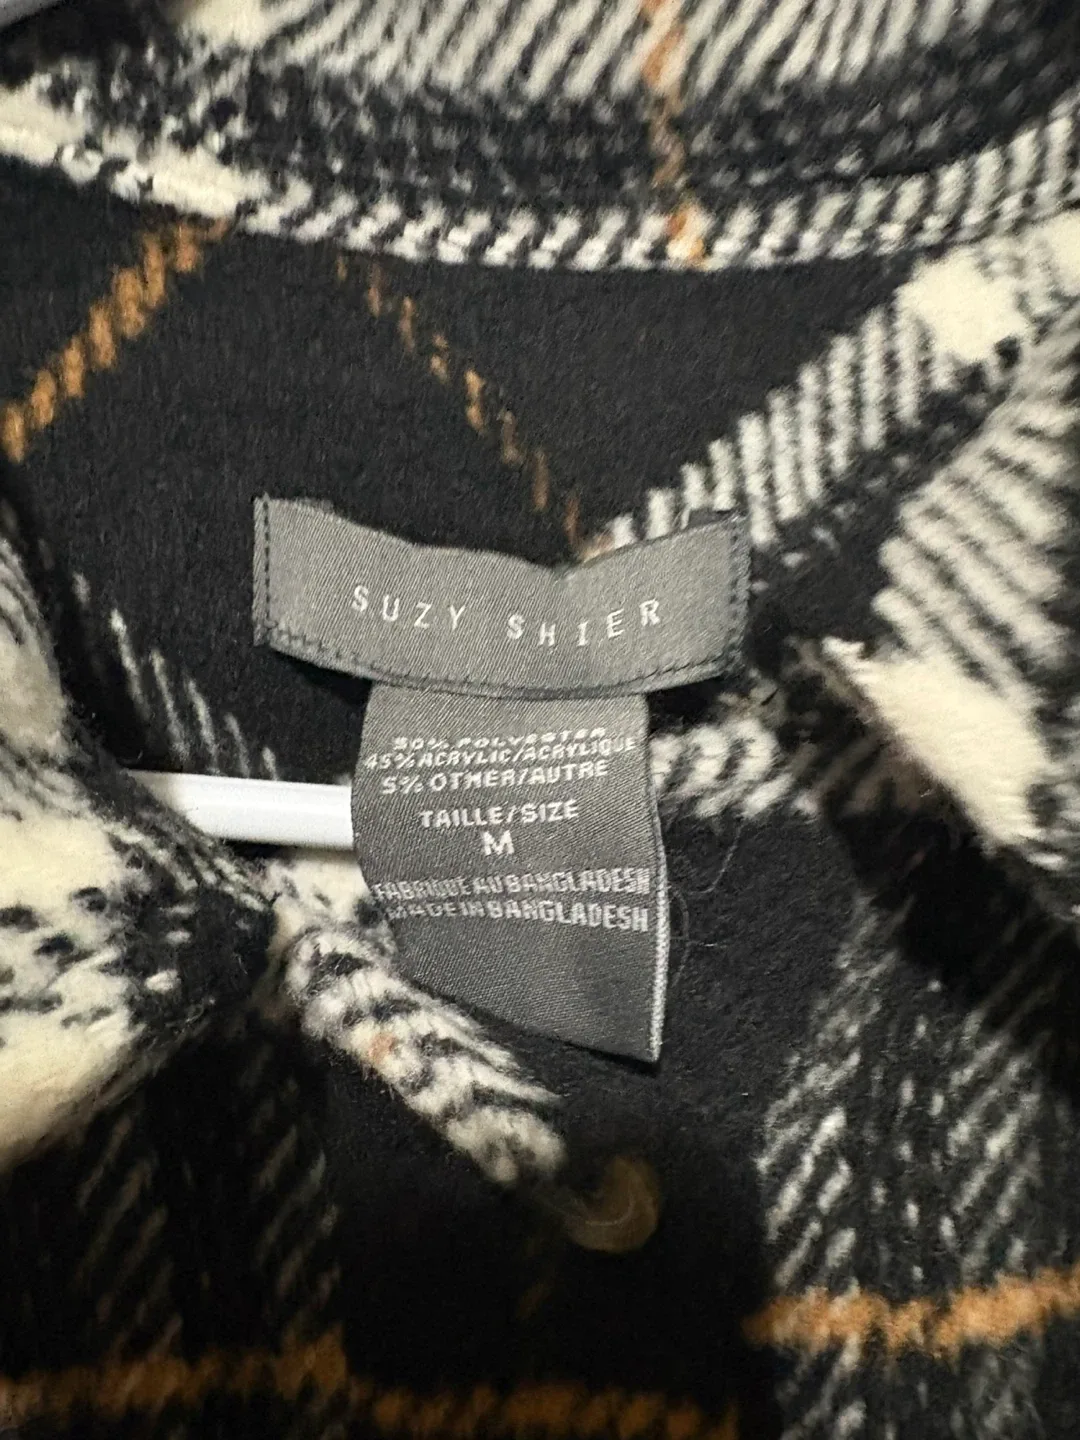 SUZY SHIER
50% POLYESTER
45% ACRYLIC/ACRYLIQUE
5% OTHER/AUTRE
TAILLE/SIZE
M
FABRIQUE AU BANGLADESH
MADE IN BANGLADESH